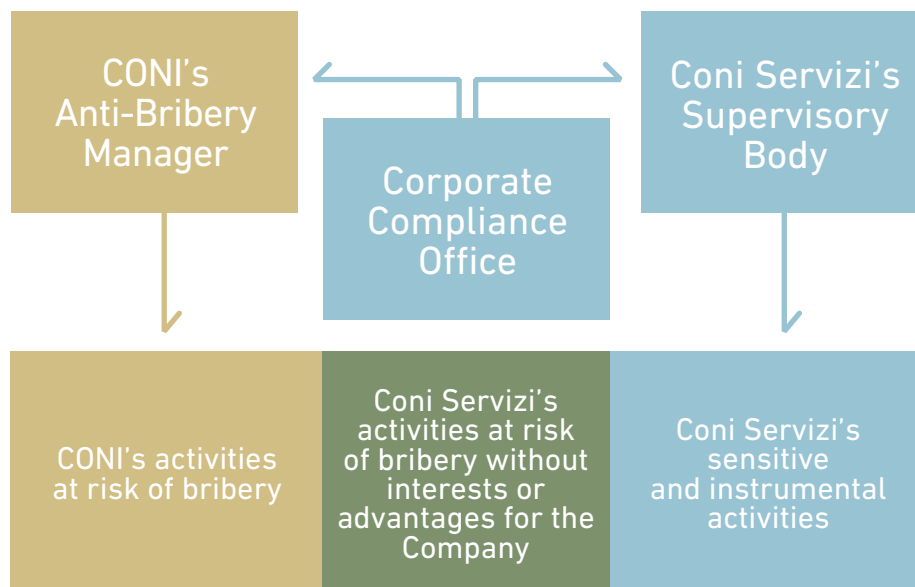 CONI's
Anti-Bribery
Manager
Corporate
Compliance
Office
Coni Servizi's
Supervisory
Body
CONI's activities
at risk of bribery
Coni Servizi's
activities at risk
of bribery without
interests or
advantages for the
Company
Coni Servizi's
sensitive
and instrumental
activities